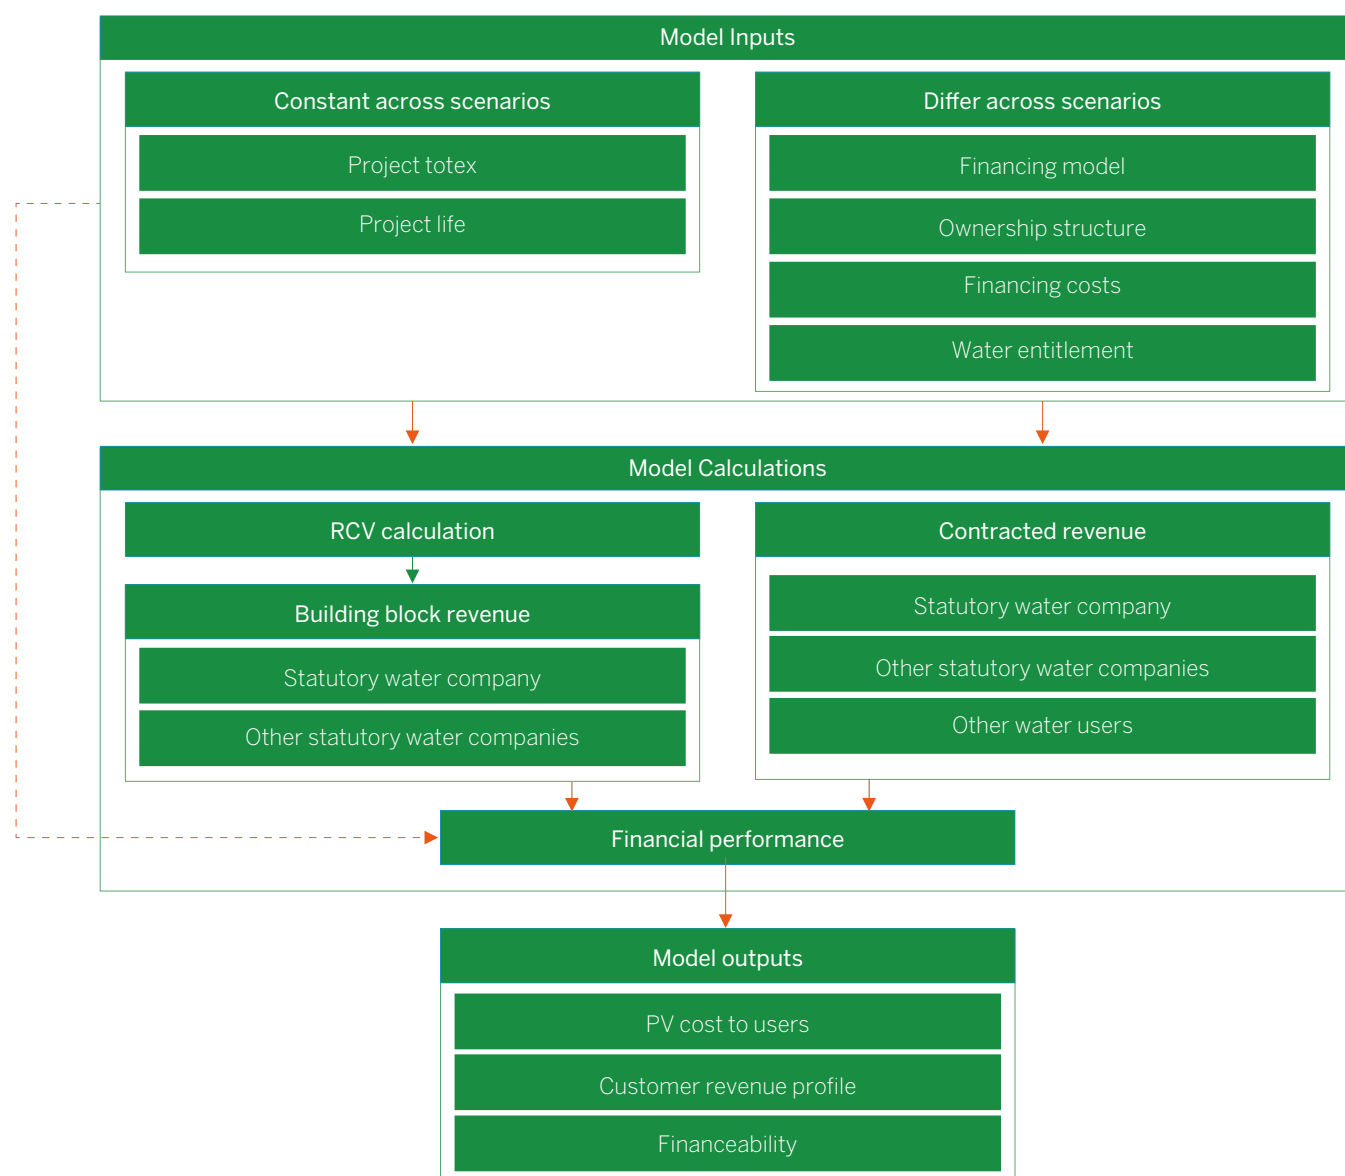 Model Inputs
Constant across scenarios
Project totex
Project life
Differ across scenarios
Financing model
Ownership structure
Financing costs
Water entitlement
Model Calculations
RCV calculation
Building block revenue
Statutory water company
Other statutory water companies
Contracted revenue
Statutory water company
Other statutory water companies
Other water users
Financial performance
Model outputs
PV cost to users
Customer revenue profile
Financeability